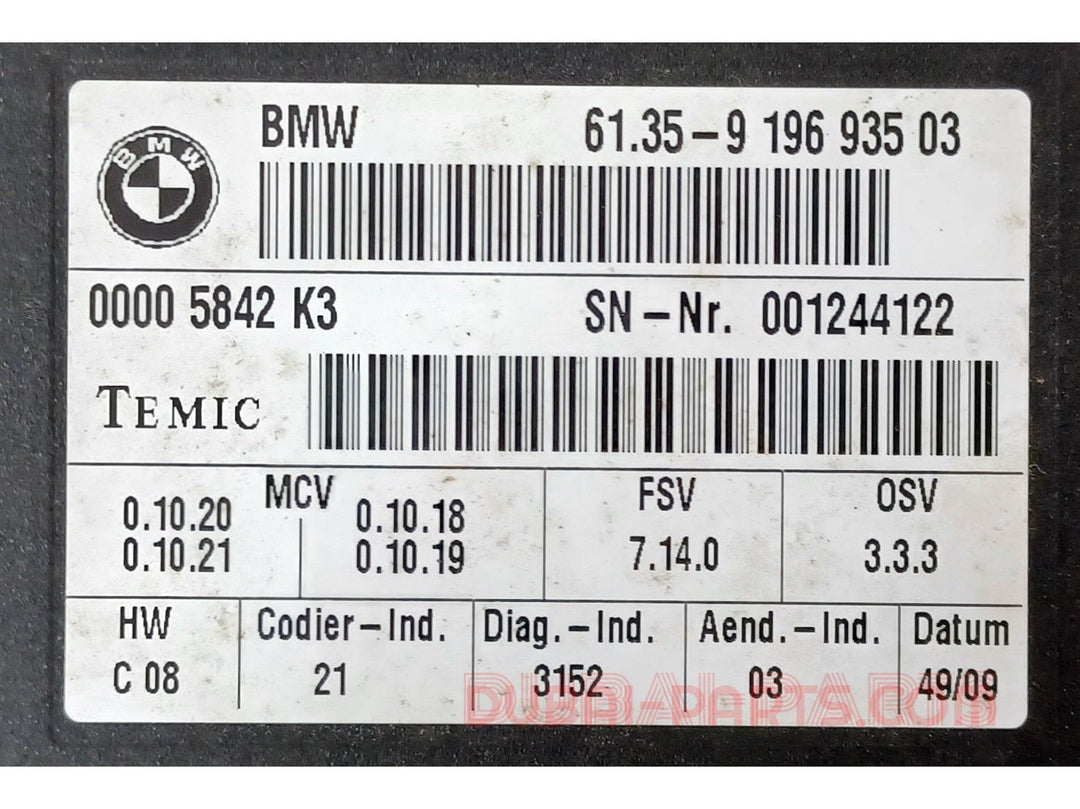 BMW
BMW 61.35-9 196 935 03
0000 5842 K3 SN-Nr. 001244122
TEMIC
MCV FSV OSV
0.10.20 0.10.18
0.10.21 0.10.19 7.14.0 3.3.3
HW Codier-Ind. Diag.-Ind. Aend.-Ind. Datum
C 08 21 3152 03 49/09
DUBAI-PARTS.COM